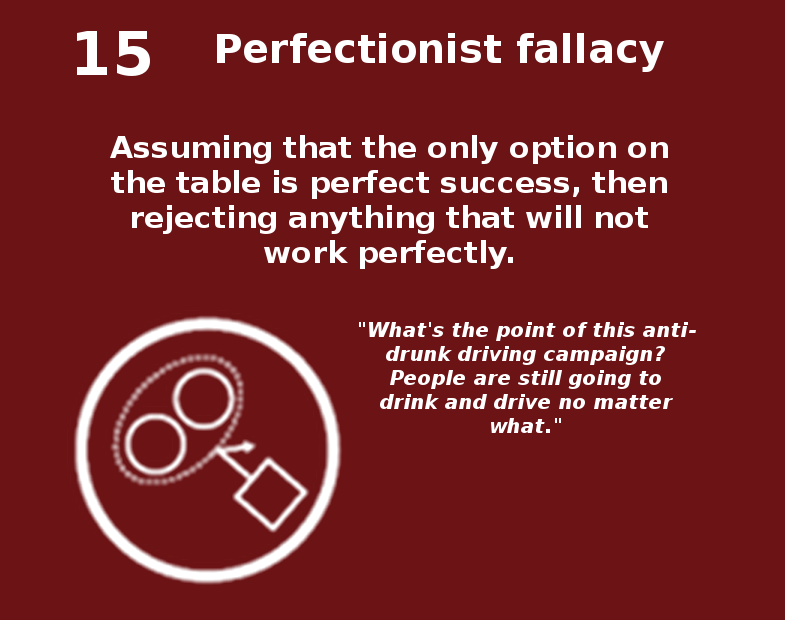 15 Perfectionist fallacy
Assuming that the only option on
the table is perfect success, then
rejecting anything that will not
work perfectly.
"What's the point of this anti-
drunk driving campaign?
People are still going to
drink and drive no matter
what."